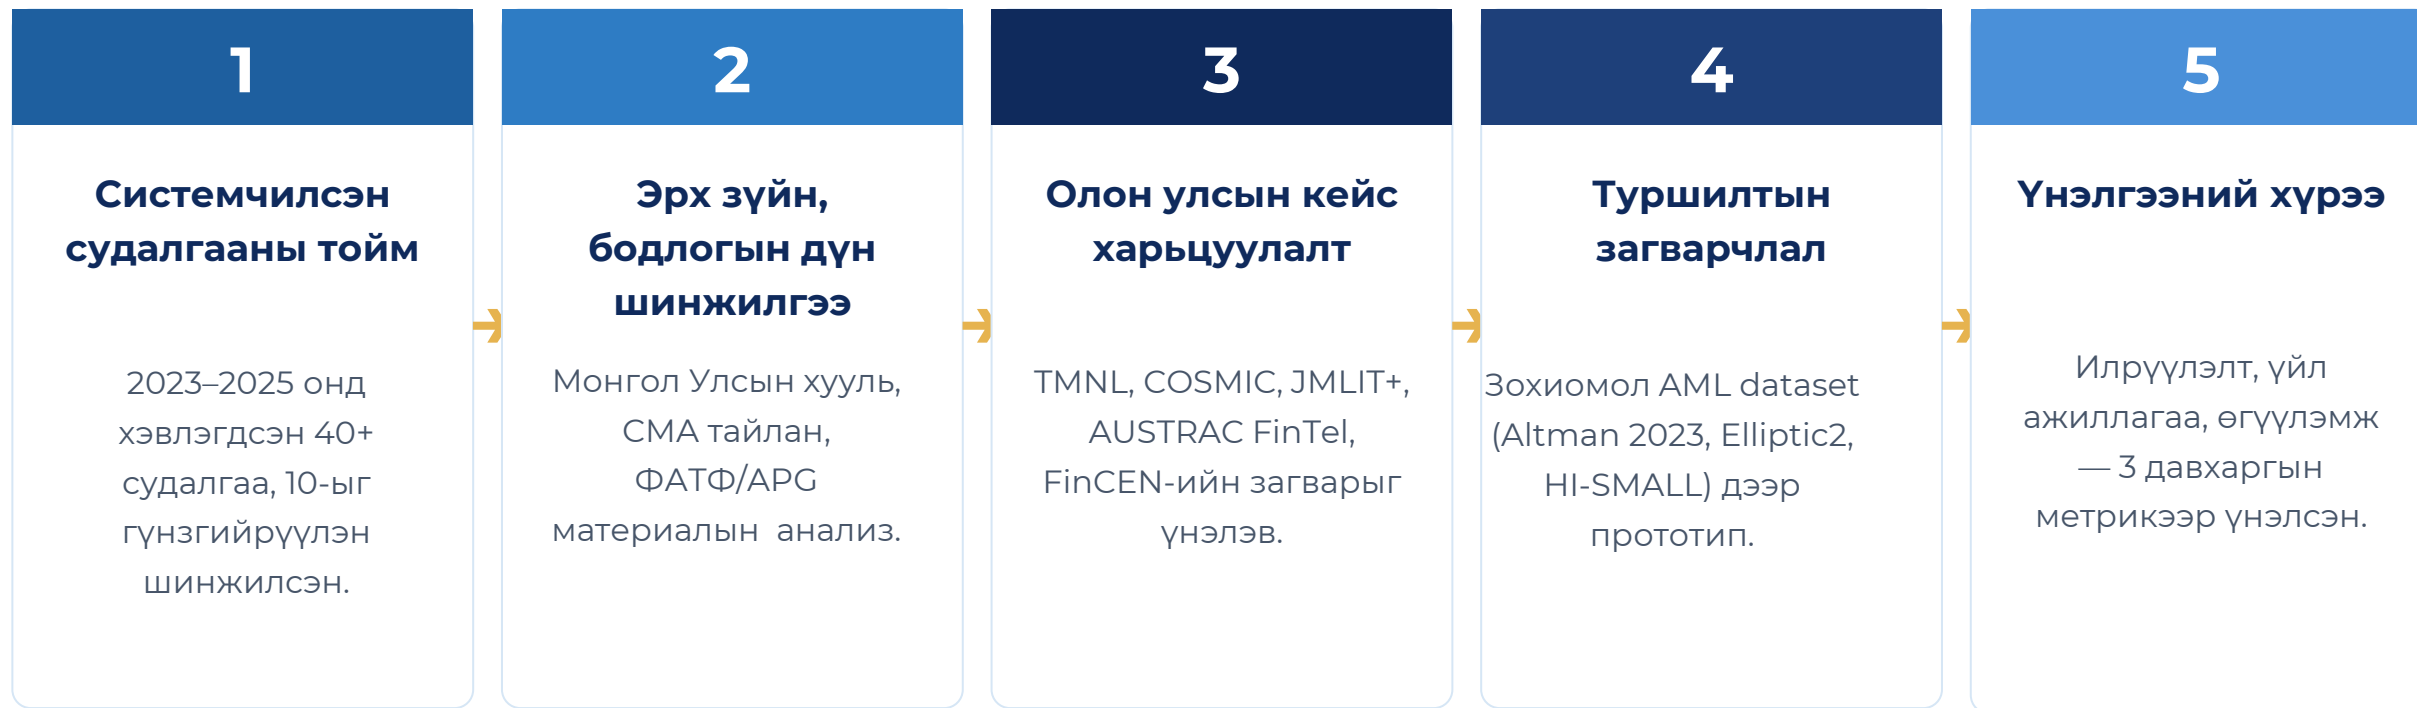 1
Системчилсэн
судалгааны тойм
2023–2025 онд
хэвлэгдсэн 40+
судалгаа, 10-ыг
гүнзгийрүүлэн
шинжилсэн.
2
Эрх зүйн,
бодлогын дүн
шинжилгээ
Монгол Улсын хууль,
СМА тайлан,
ФАТФ/APG
материалын  анализ.
3
Олон улсын кейс
харьцуулалт
TMNL, COSMIC, JMLIT+,
AUSTRAC FinTel,
FinCEN-ийн загварыг
үнэлэв.
4
Туршилтын
загварчлал
Зохиомол AML dataset
(Altman 2023, Elliptic2,
HI-SMALL) дээр
прототип.
5
Үнэлгээний хүрээ
Илрүүлэлт, үйл
ажиллагаа, өгүүлэмж
— 3 давхаргын
метрикээр үнэлсэн.